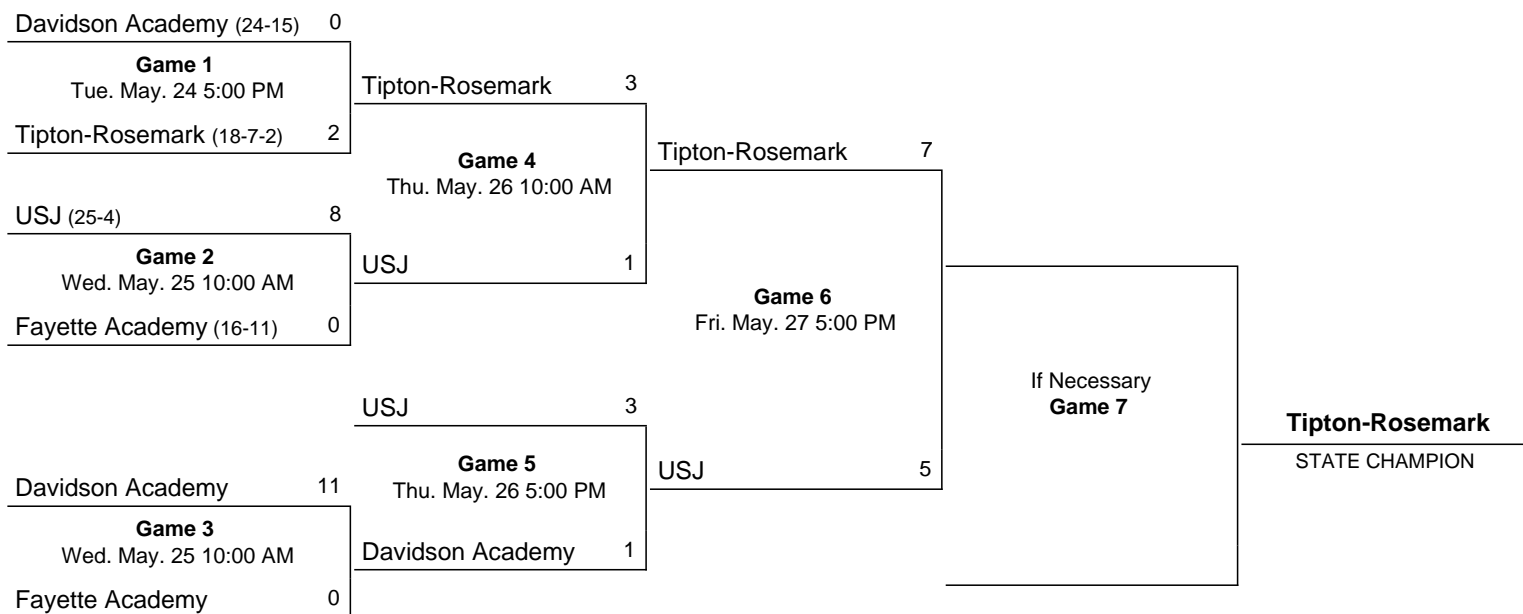 Davidson Academy (24-15) 0
Game 1
Tue. May. 24 5:00 PM
Tipton-Rosemark (18-7-2) 2
USJ (25-4) 8
Game 2
Wed. May. 25 10:00 AM
Fayette Academy (16-11) 0
Davidson Academy 11
Game 3
Wed. May. 25 10:00 AM
Fayette Academy 0
Tipton-Rosemark 3
Game 4
Thu. May. 26 10:00 AM
USJ 1
USJ 3
Game 5
Thu. May. 26 5:00 PM
Davidson Academy 1
Tipton-Rosemark 7
Game 6
Fri. May. 27 5:00 PM
USJ 5
If Necessary
Game 7
Tipton-Rosemark
STATE CHAMPION